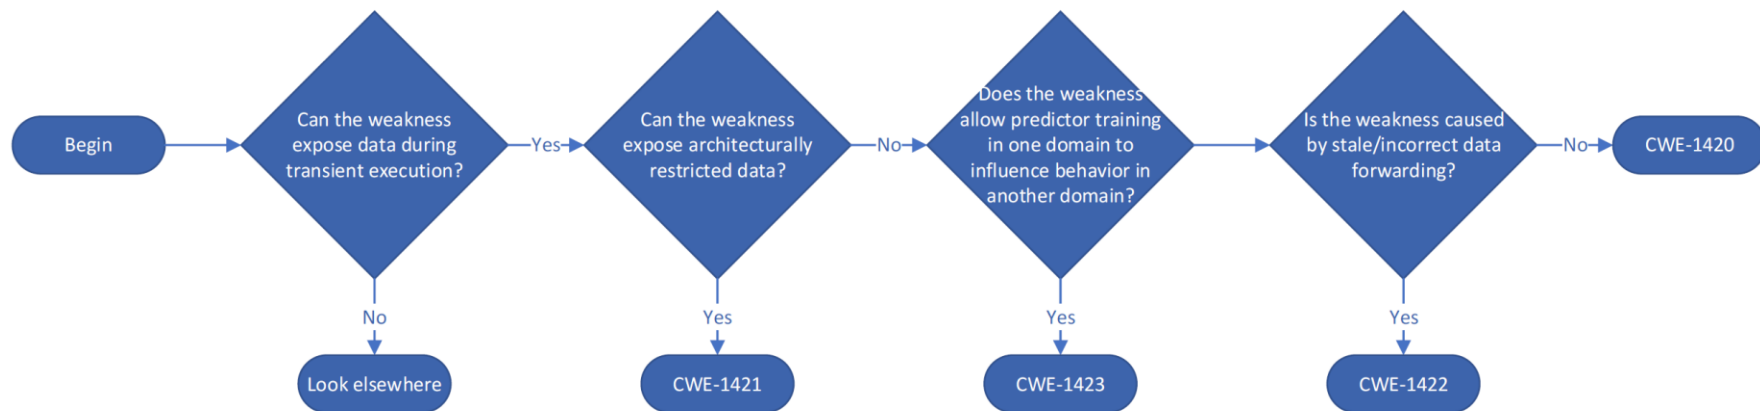 Begin
Can the weakness
expose data during
transient execution?
Yes
Can the weakness
expose architecturally
restricted data?
No
Does the weakness
allow predictor training
in one domain to
influence behavior in
another domain?
Is the weakness caused
by stale/incorrect data
forwarding?
No
CWE-1420
No
Yes
Yes
Yes
Look elsewhere
CWE-1421
CWE-1423
CWE-1422